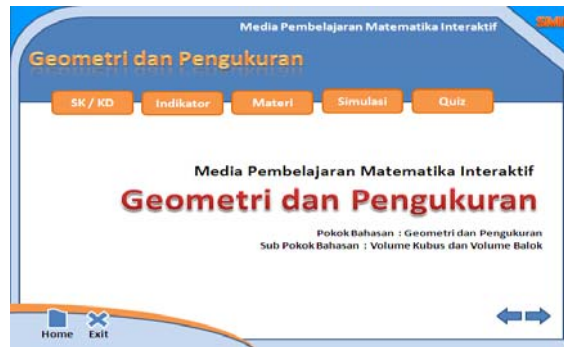 Media Pembelajaran Matematika Interaktif
Geometri dan Pengukuran
SK / KD
Indikator
Materi
Simulasi
Quiz
Media Pembelajaran Matematika Interaktif
Geometri dan Pengukuran
Pokok Bahasan : Geometri dan Pengukuran
Sub Pokok Bahasan : Volume Kubus dan Volume Balok
Home
Exit